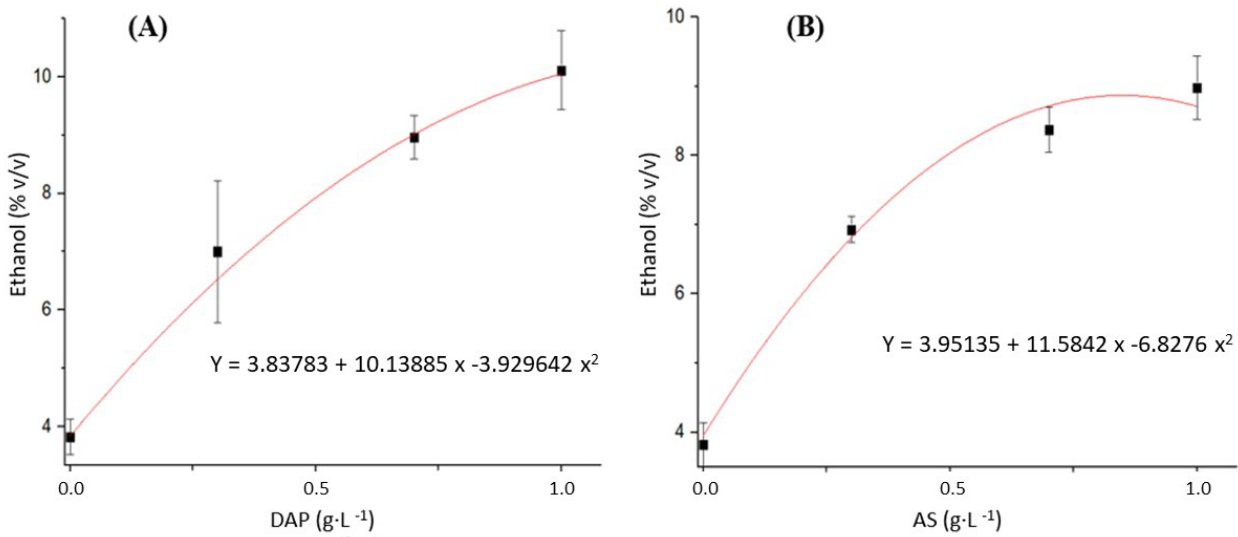 (A)
Ethanol (% v/v)
10
8
6
4
Y = 3.83783 + 10.13885 x -3.929642 x²
0.0 0.5 1.0
DAP (g·L ⁻¹)
(B)
Ethanol (% v/v)
10
8
6
4
Y = 3.95135 + 11.5842 x -6.8276 x²
0.0 0.5 1.0
AS (g·L⁻¹)